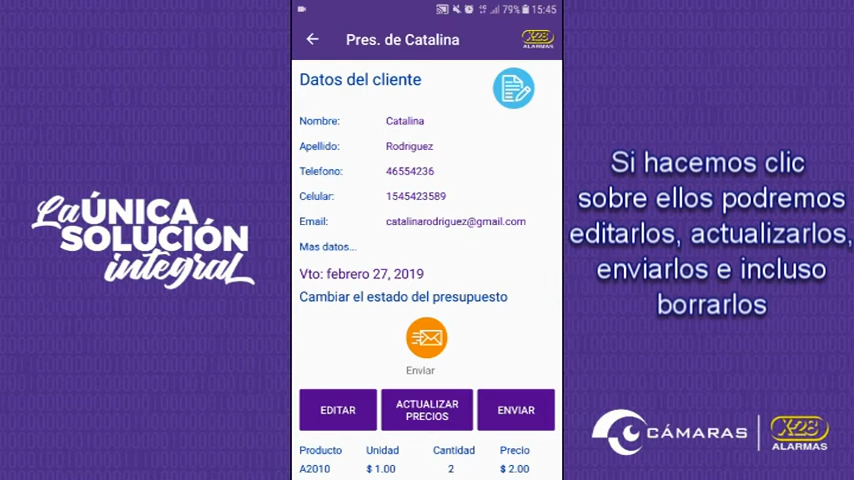 79% 15:45
Pres. de Catalina
X-28
ALARMAS
Datos del cliente
Nombre: Catalina
Apellido: Rodriguez
Telefono: 46554236
Celular: 1545423589
Email: catalinarodriguez@gmail.com
Mas datos...
Vto: febrero 27, 2019
Cambiar el estado del presupuesto
Enviar
EDITAR
ACTUALIZAR
PRECIOS
ENVIAR
Producto Unidad Cantidad Precio
A2010 $ 1.00 2 $ 2.00
La ÚNICA
SOLUCIÓN
integral
Si hacemos clic
sobre ellos podremos
editarlos, actualizarlos,
enviarlos e incluso
borrarlos
CÁMARAS
X-28
ALARMAS